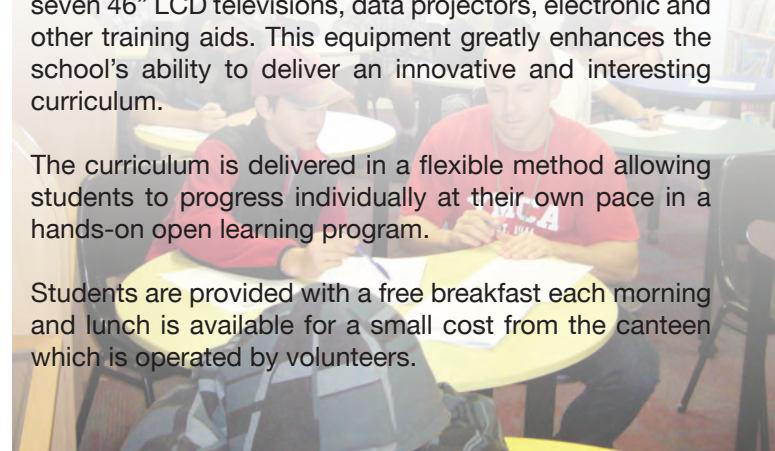 seven 46” LCD televisions, data projectors, electronic and
other training aids. This equipment greatly enhances the
school’s ability to deliver an innovative and interesting
curriculum.
The curriculum is delivered in a flexible method allowing
students to progress individually at their own pace in a
hands-on open learning program.
Students are provided with a free breakfast each morning
and lunch is available for a small cost from the canteen
which is operated by volunteers.